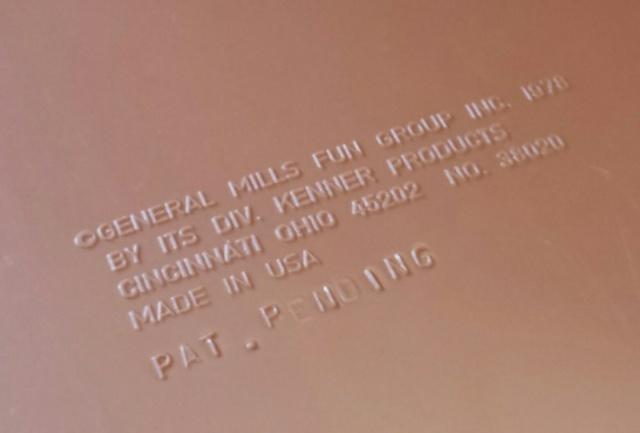 ©GENERAL MILLS FUN GROUP INC. 1978
BY ITS DIV. KENNER PRODUCTS
CINCINNATI OHIO 45202 NO. 38020
MADE IN USA
PAT. PENDING